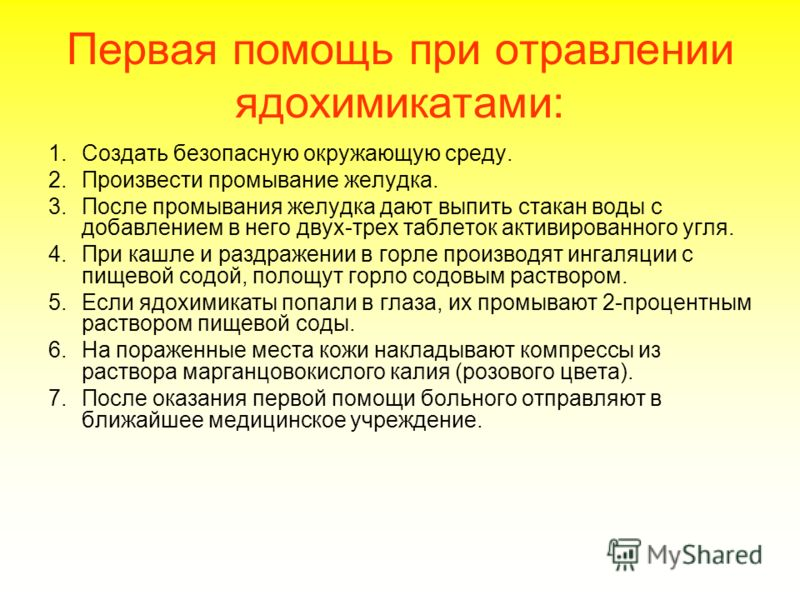 Первая помощь при отравлении
ядохимикатами:
1. Создать безопасную окружающую среду.
2. Произвести промывание желудка.
3. После промывания желудка дают выпить стакан воды с
добавлением в него двух-трех таблеток активированного угля.
4. При кашле и раздражении в горле производят ингаляции с
пищевой содой, полощут горло содовым раствором.
5. Если ядохимикаты попали в глаза, их промывают 2-процентным
раствором пищевой соды.
6. На пораженные места кожи накладывают компрессы из
раствора марганцовокислого калия (розового цвета).
7. После оказания первой помощи больного отправляют в
ближайшее медицинское учреждение.
MyShared